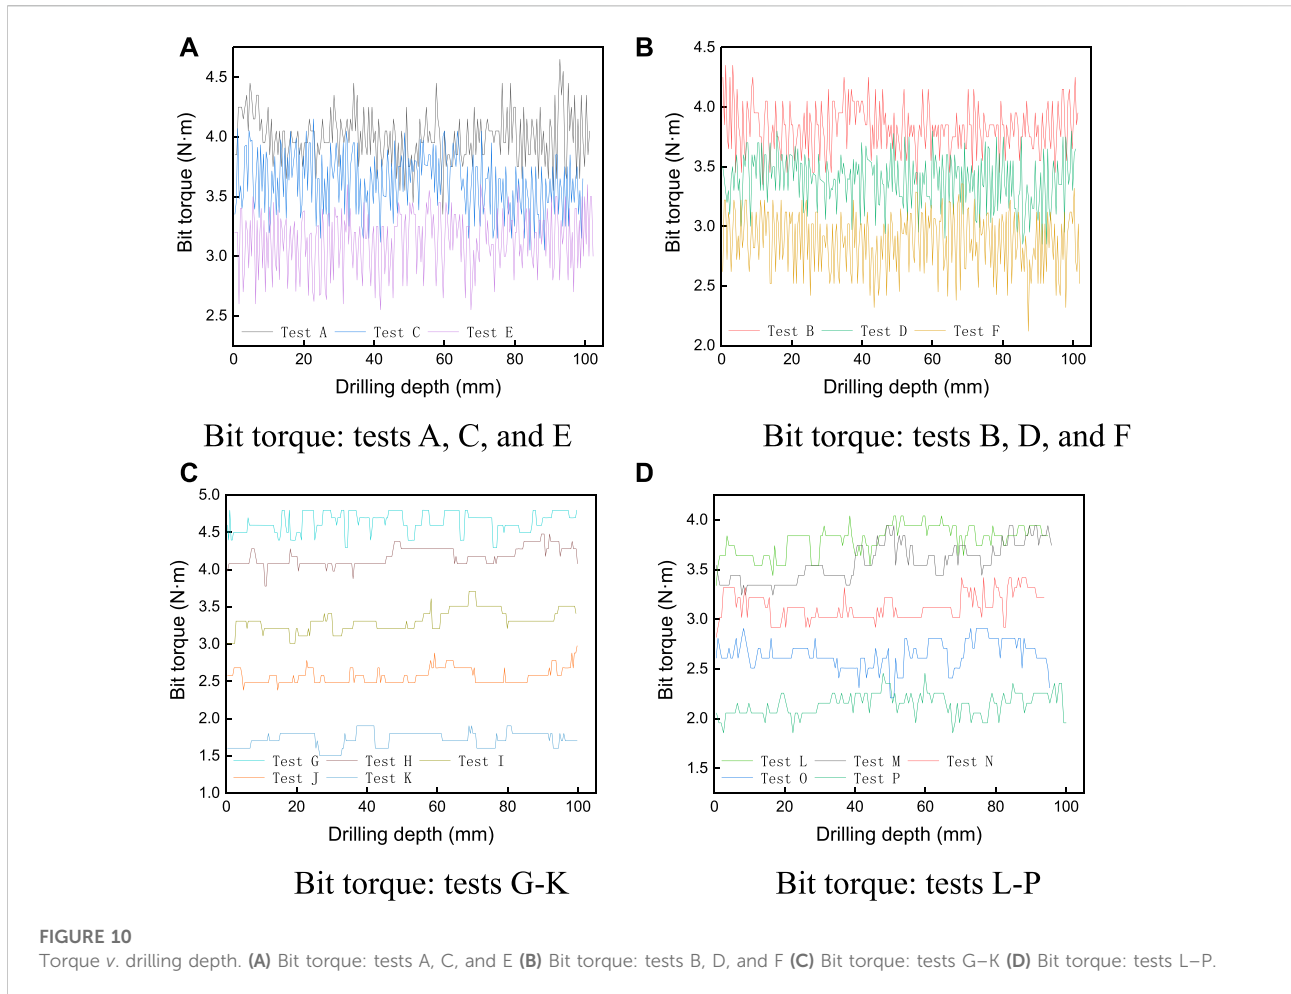 A
B
4.5
4.0
3.5
3.0
2.5
Bit torque (N·m)
Test A Test C Test E
0 20 40 60 80 100
Drilling depth (mm)
4.5
4.0
3.5
3.0
2.5
2.0
Bit torque (N·m)
Test B Test D Test F
0 20 40 60 80 100
Drilling depth (mm)
Bit torque: tests A, C, and E
Bit torque: tests B, D, and F
C
D
5.0
4.5
4.0
3.5
3.0
2.5
2.0
1.5
1.0
Bit torque (N·m)
Test G Test H Test I
Test J Test K
0 20 40 60 80 100
Drilling depth (mm)
4.0
3.5
3.0
2.5
2.0
1.5
Bit torque (N·m)
Test L Test M Test N
Test O Test P
0 20 40 60 80 100
Drilling depth (mm)
Bit torque: tests G-K
Bit torque: tests L-P
FIGURE 10
Torque v. drilling depth. (A) Bit torque: tests A, C, and E (B) Bit torque: tests B, D, and F (C) Bit torque: tests G–K (D) Bit torque: tests L–P.